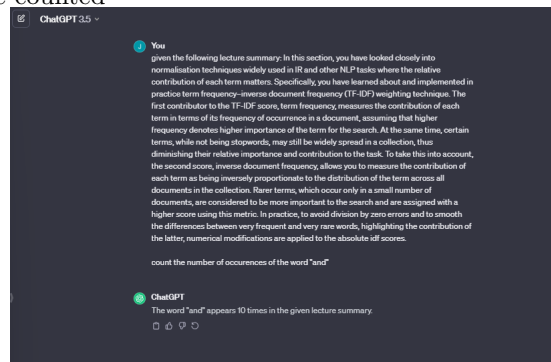 ChatGPT 3.5
You
given the following lecture summary: In this section, you have looked closely into
normalisation techniques widely used in IR and other NLP tasks where the relative
contribution of each term matters. Specifically, you have learned about and implemented in
practice term frequency-inverse document frequency (TF-IDF) weighting technique. The
first contributor to the TF-IDF score, term frequency, measures the contribution of each
term in terms of its frequency of occurrence in a document, assuming that higher
frequency denotes higher importance of the term for the search. At the same time, certain
terms, while not being stopwords, may still be widely spread in a collection, thus
diminishing their relative importance and contribution to the task. To take this into account,
the second score, inverse document frequency, allows you to measure the contribution of
each term as being inversely proportionate to the distribution of the term across all
documents in the collection. Rarer terms, which occur only in a small number of
documents, are considered to be more important to the search and are assigned with a
higher score using this metric. In practice, to avoid division by zero errors and to smooth
the differences between very frequent and very rare words, highlighting the contribution of
the latter, numerical modifications are applied to the absolute idf scores.
count the number of occurences of the word "and"
ChatGPT
The word "and" appears 10 times in the given lecture summary.